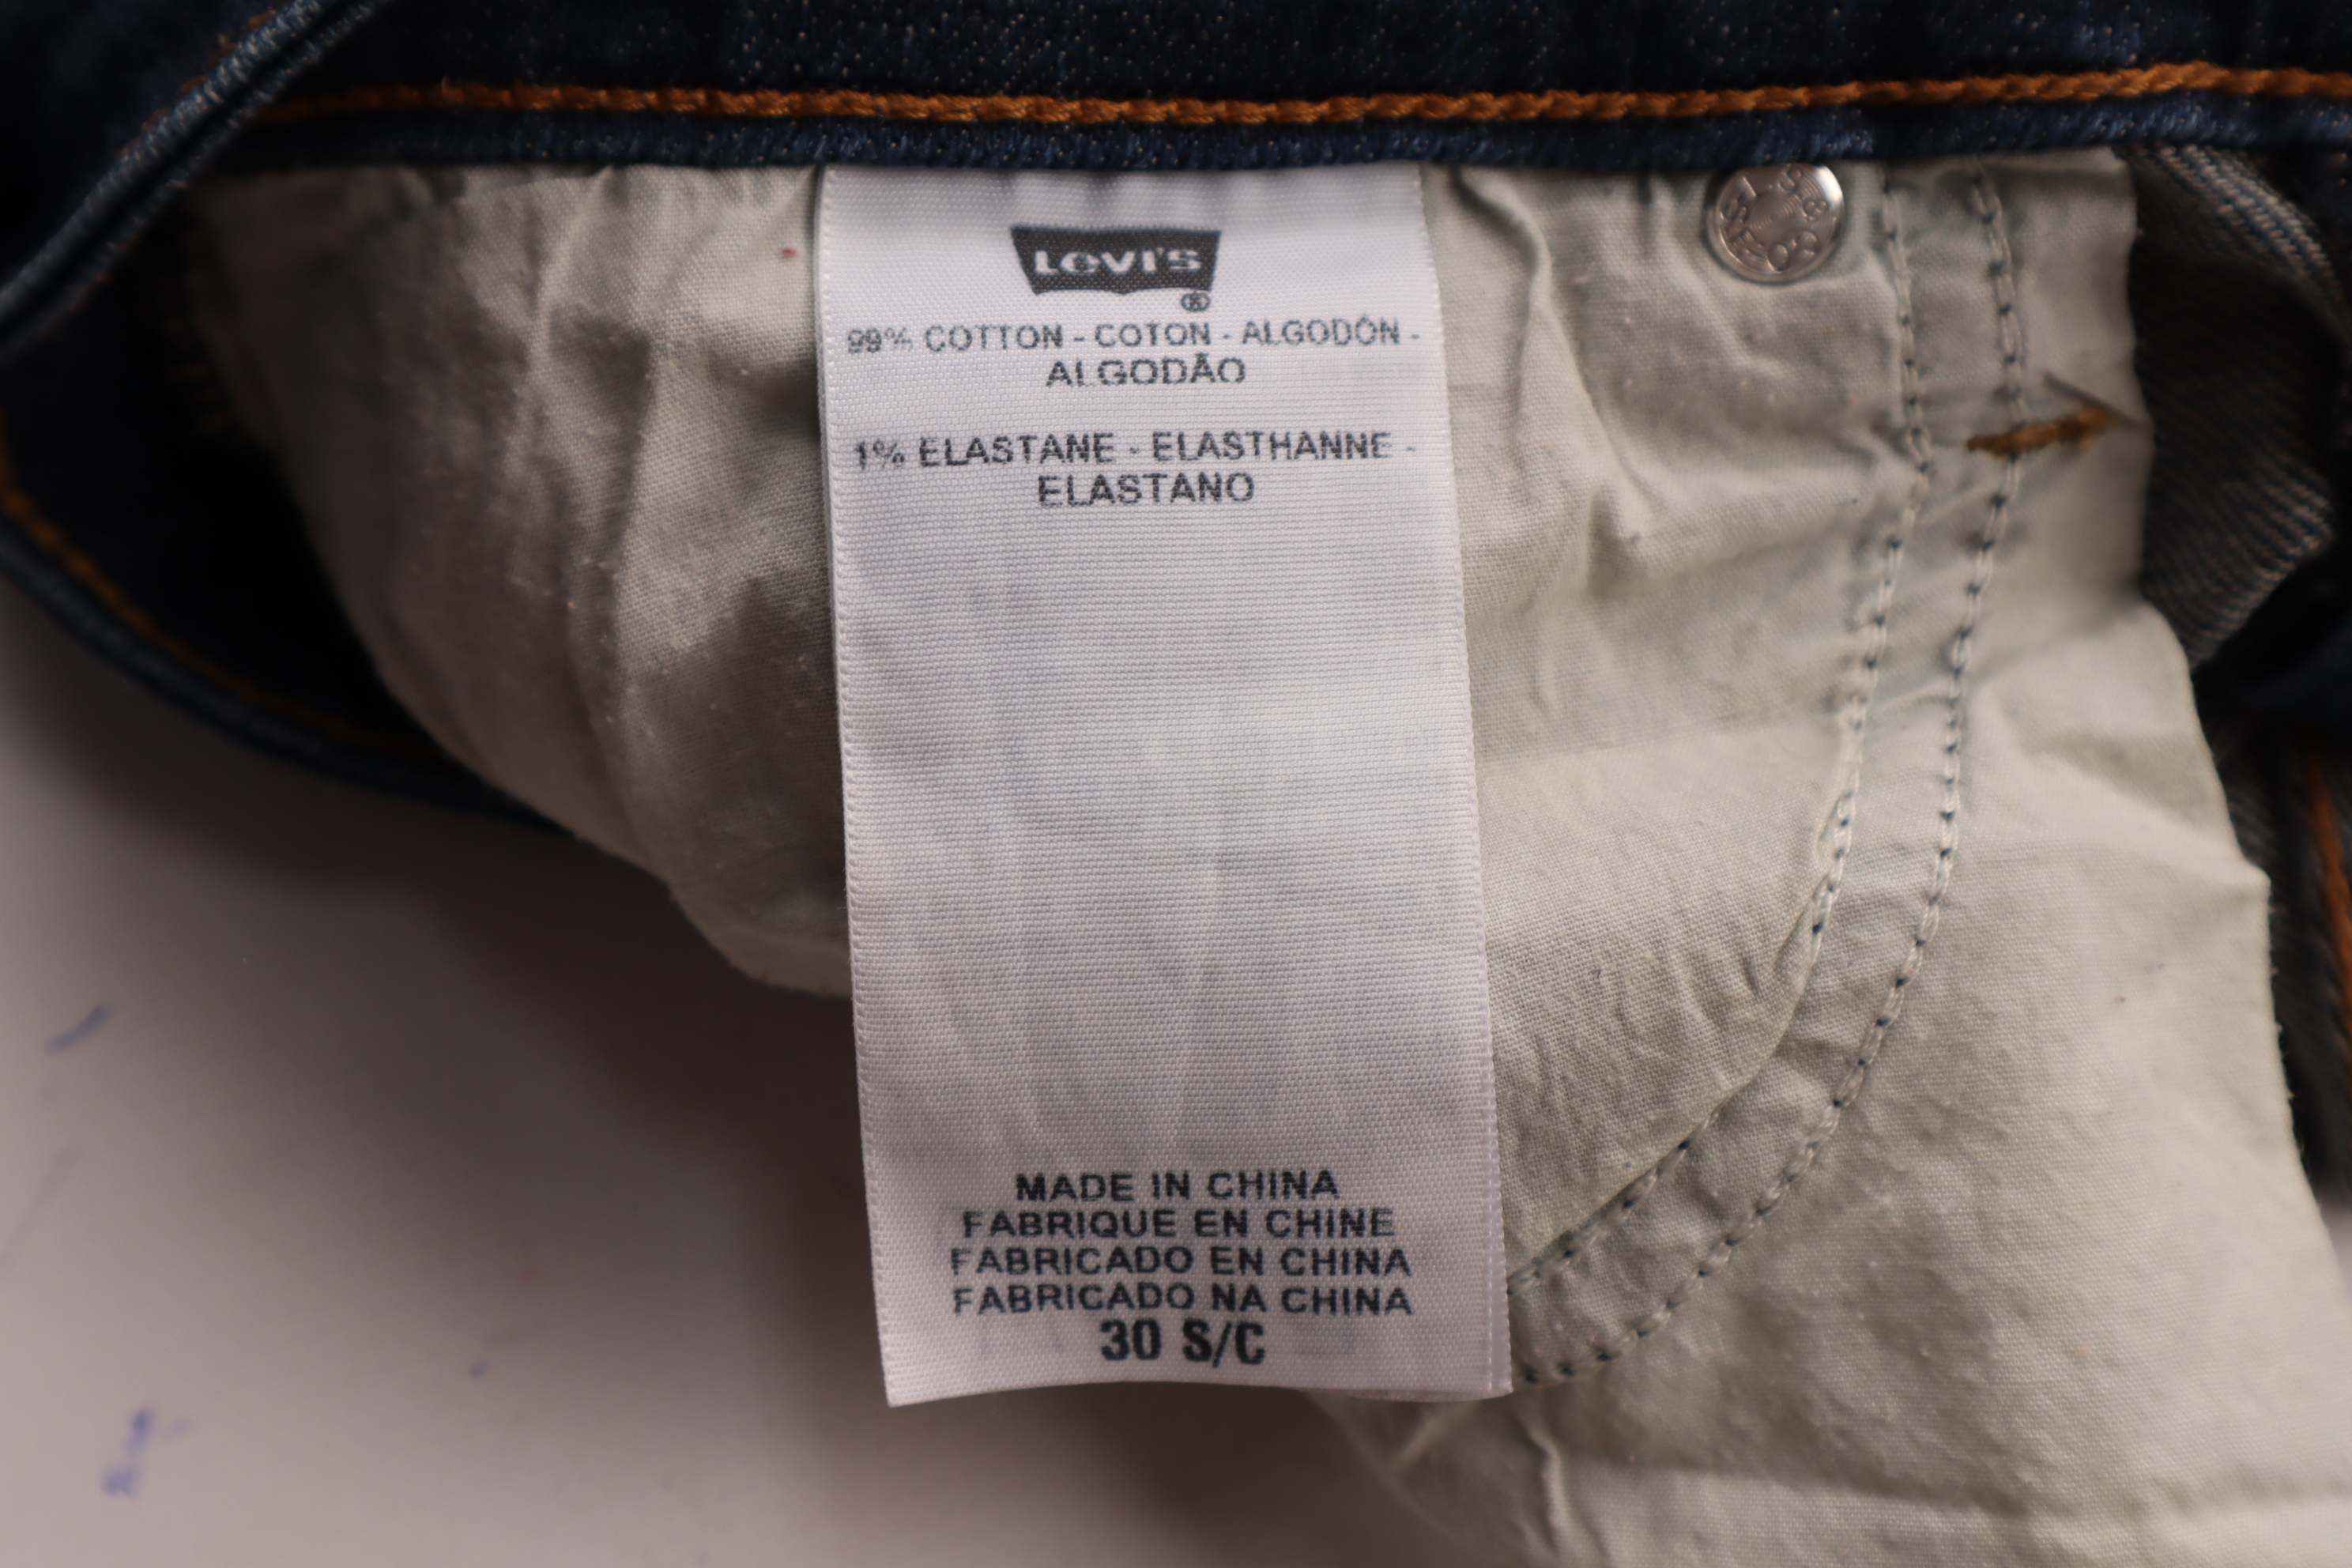 Levi's
®
99% COTTON - COTON - ALGODÓN -
ALGODÃO
1% ELASTANE - ELASTHANNE -
ELASTANO
MADE IN CHINA
FABRIQUE EN CHINE
FABRICADO EN CHINA
FABRICADO NA CHINA
30 S/C